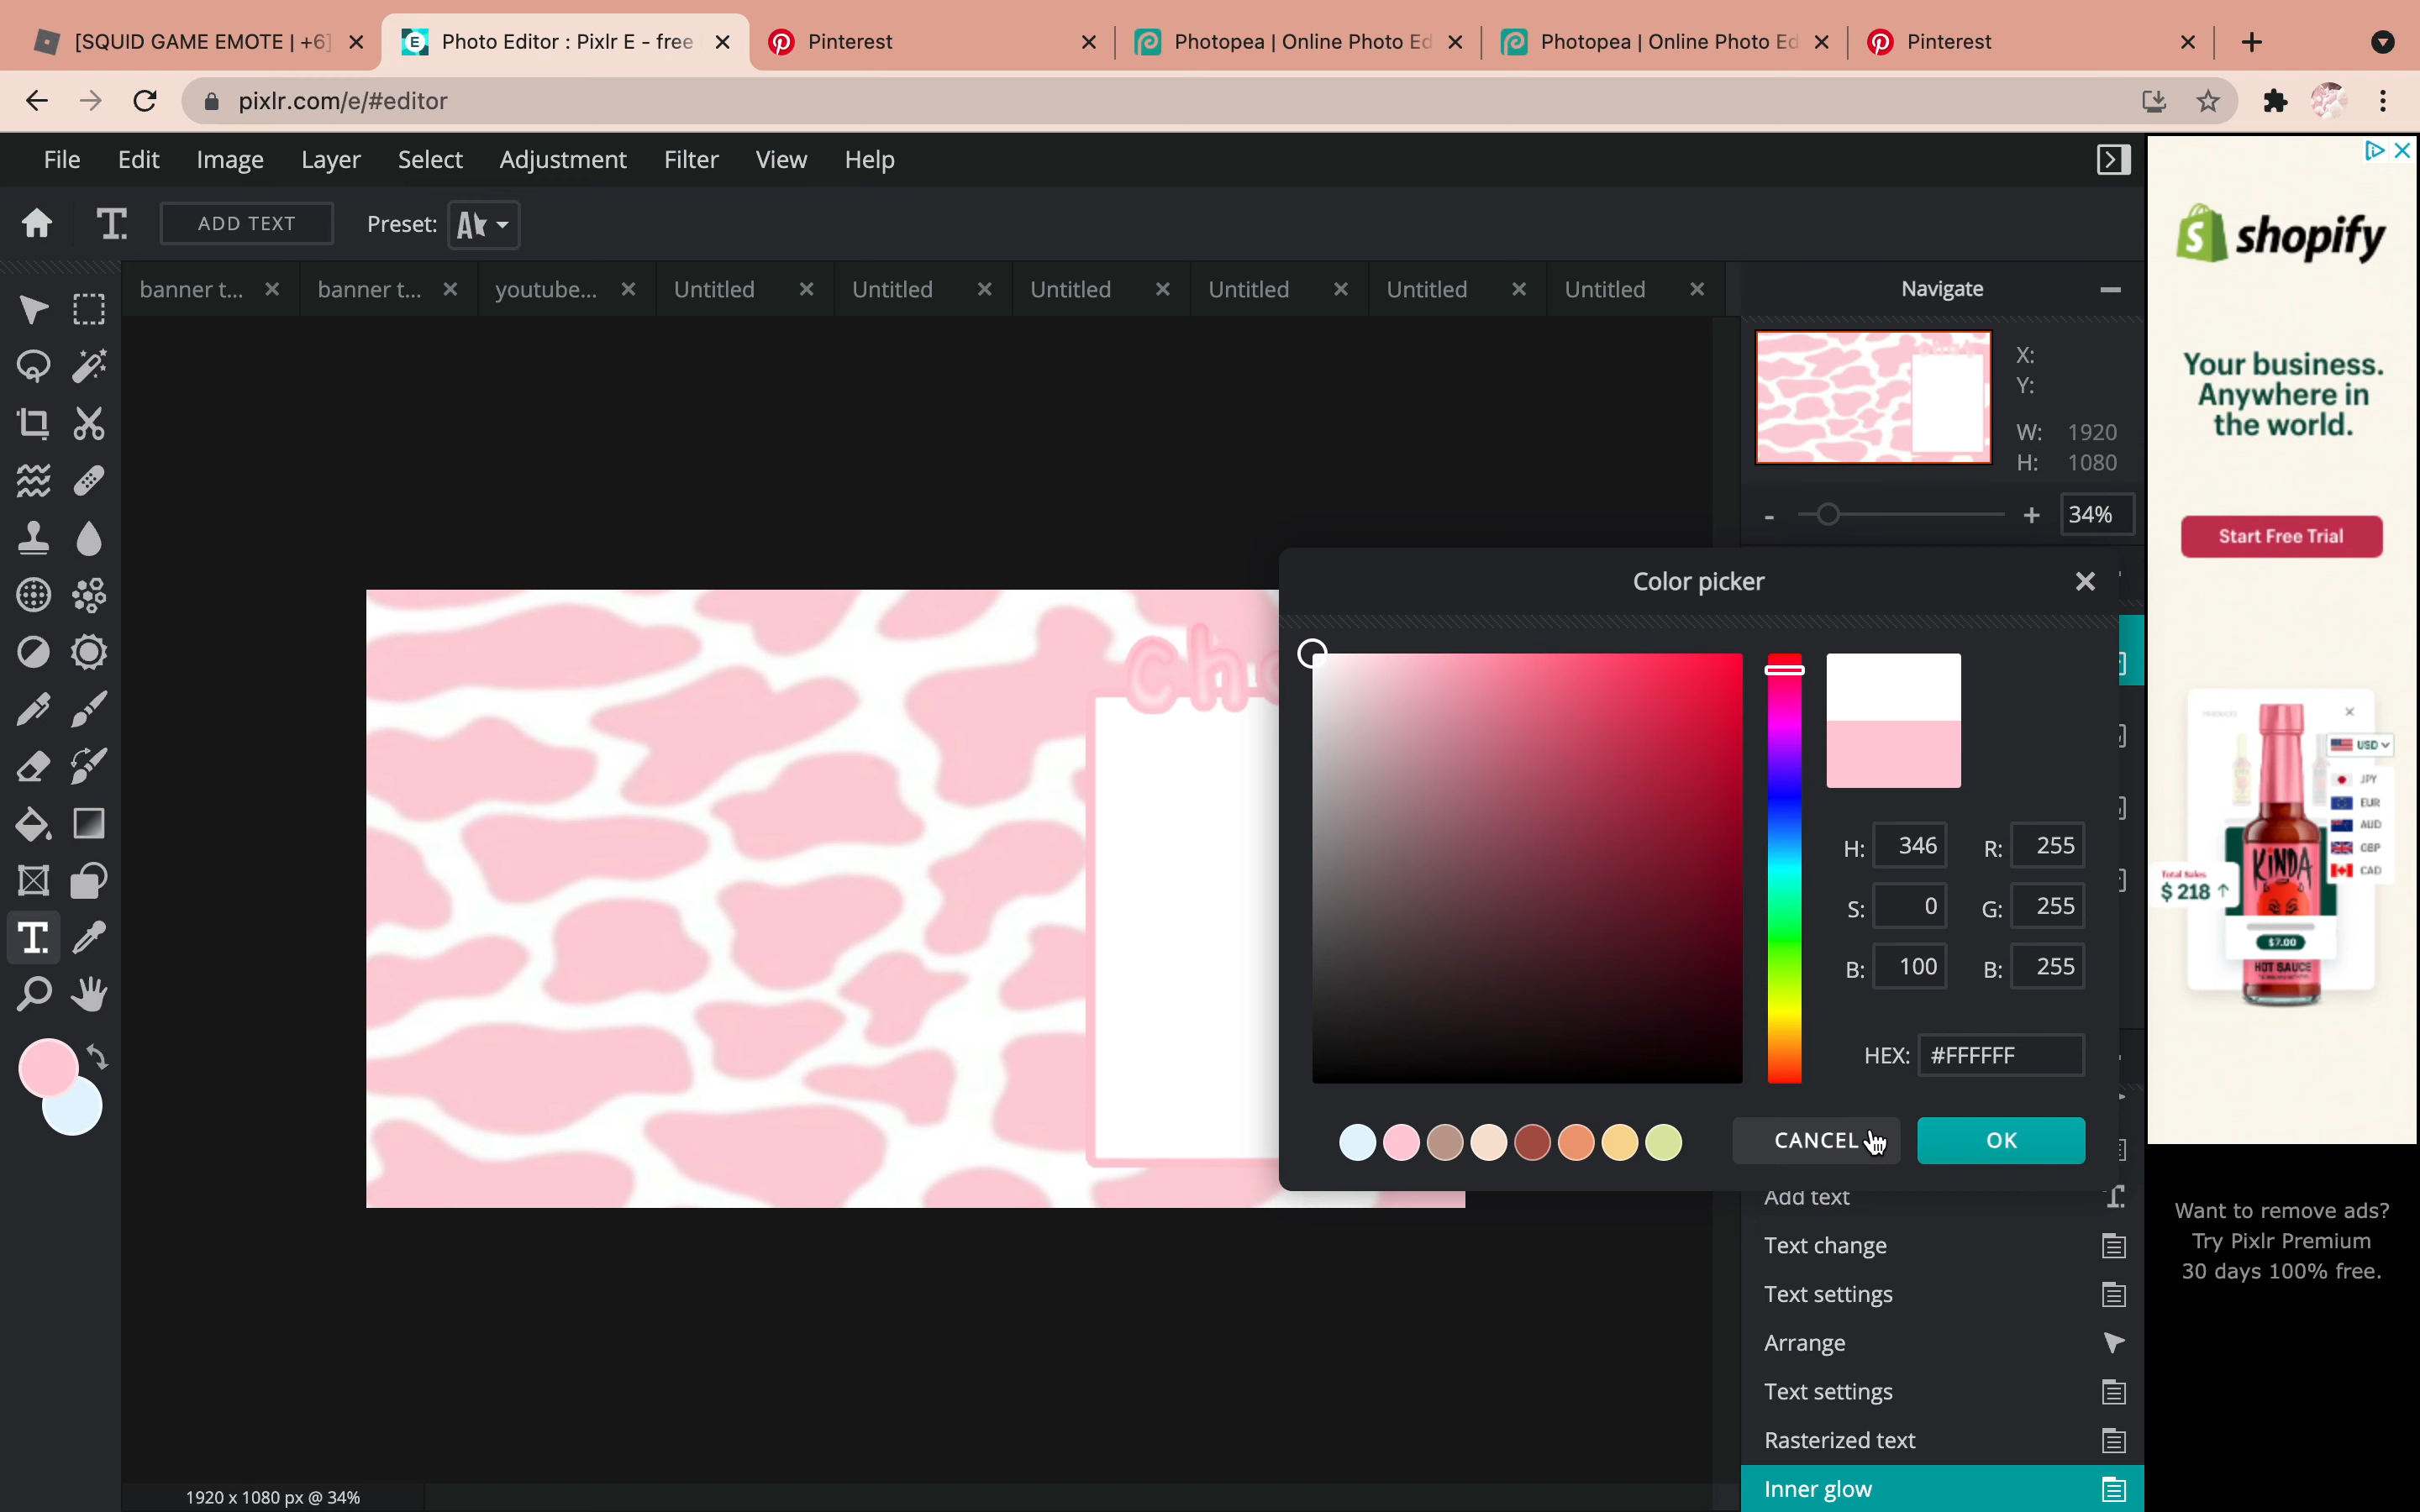 [SQUID GAME EMOTE | +6]
Photo Editor : Pixlr E - free
Pinterest
Photopea | Online Photo Ed
Photopea | Online Photo Ed
Pinterest
pixlr.com/e/#editor
File Edit Image Layer Select Adjustment Filter View Help
ADD TEXT Preset:
banner t... banner t... youtube... Untitled Untitled Untitled Untitled Untitled Untitled
Navigate
X:
Y:
W: 1920
H: 1080
- + 34%
Color picker
H: 346 R: 255
S: 0 G: 255
B: 100 B: 255
HEX: #FFFFFF
CANCEL OK
Add text
Text change
Text settings
Arrange
Text settings
Rasterized text
Inner glow
1920 x 1080 px @ 34%
shopify
Your business.
Anywhere in
the world.
Start Free Trial
USD
JPY
EUR
AUD
GBP
CAD
Total Sales
$ 218
KINDA
$7.00
HOT SAUCE
Want to remove ads?
Try Pixlr Premium
30 days 100% free.